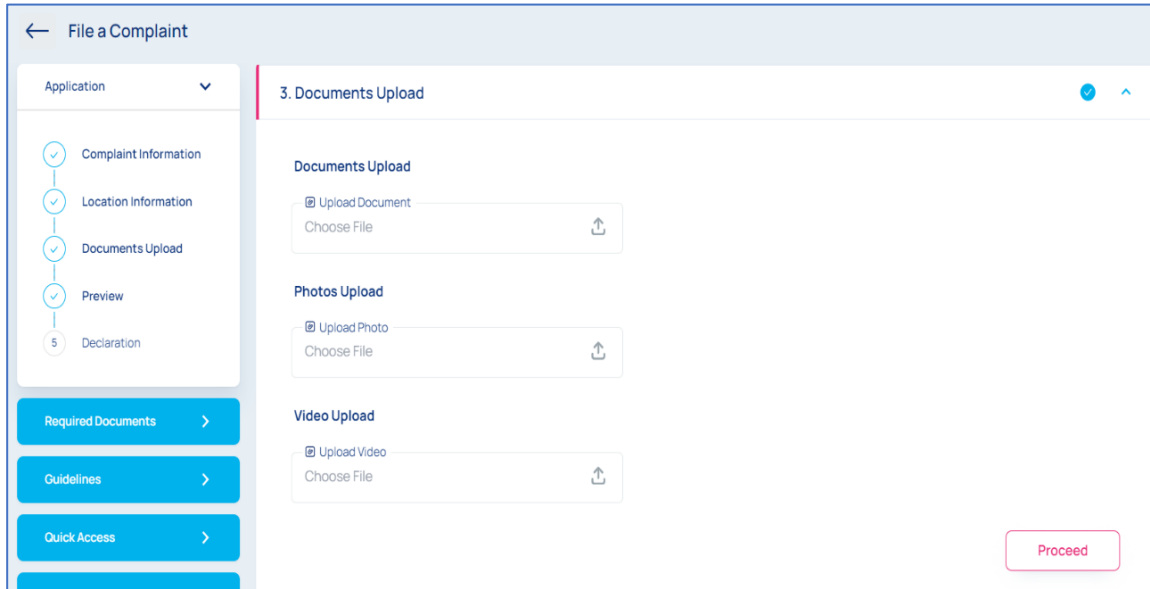 File a Complaint
Application
Complaint Information
Location Information
Documents Upload
Preview
5 Declaration
Required Documents
Guidelines
Quick Access
3. Documents Upload
Documents Upload
Upload Document
Choose File
Photos Upload
Upload Photo
Choose File
Video Upload
Upload Video
Choose File
Proceed